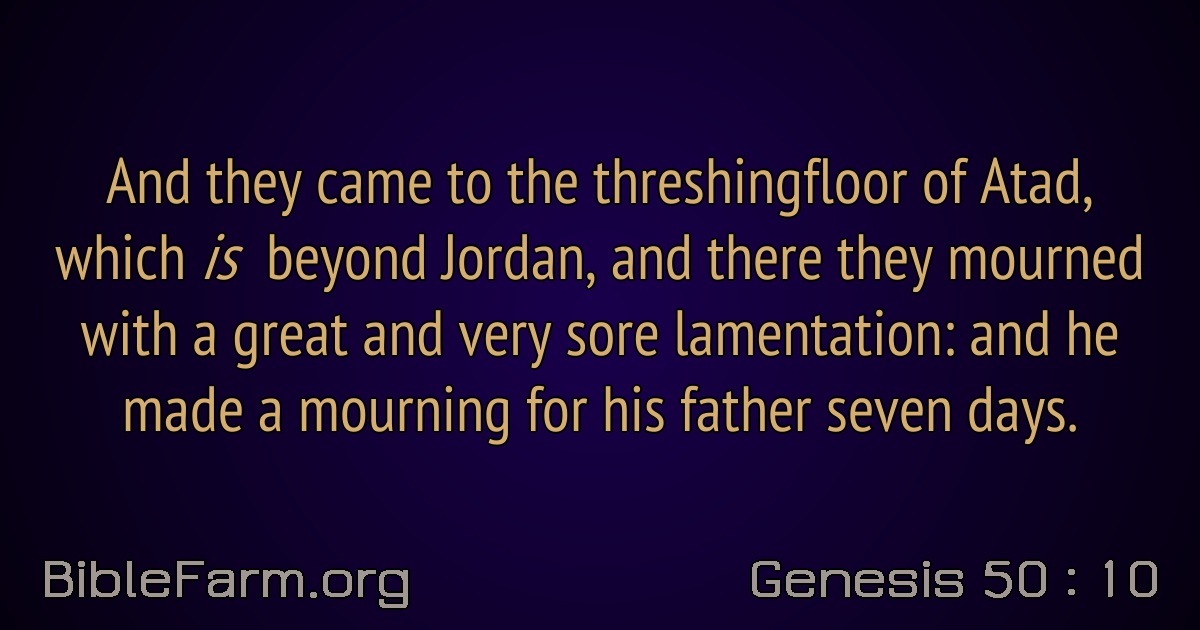 And they came to the threshingfloor of Atad,
which is beyond Jordan, and there they mourned
with a great and very sore lamentation: and he
made a mourning for his father seven days.
BibleFarm.org
Genesis 50 : 10